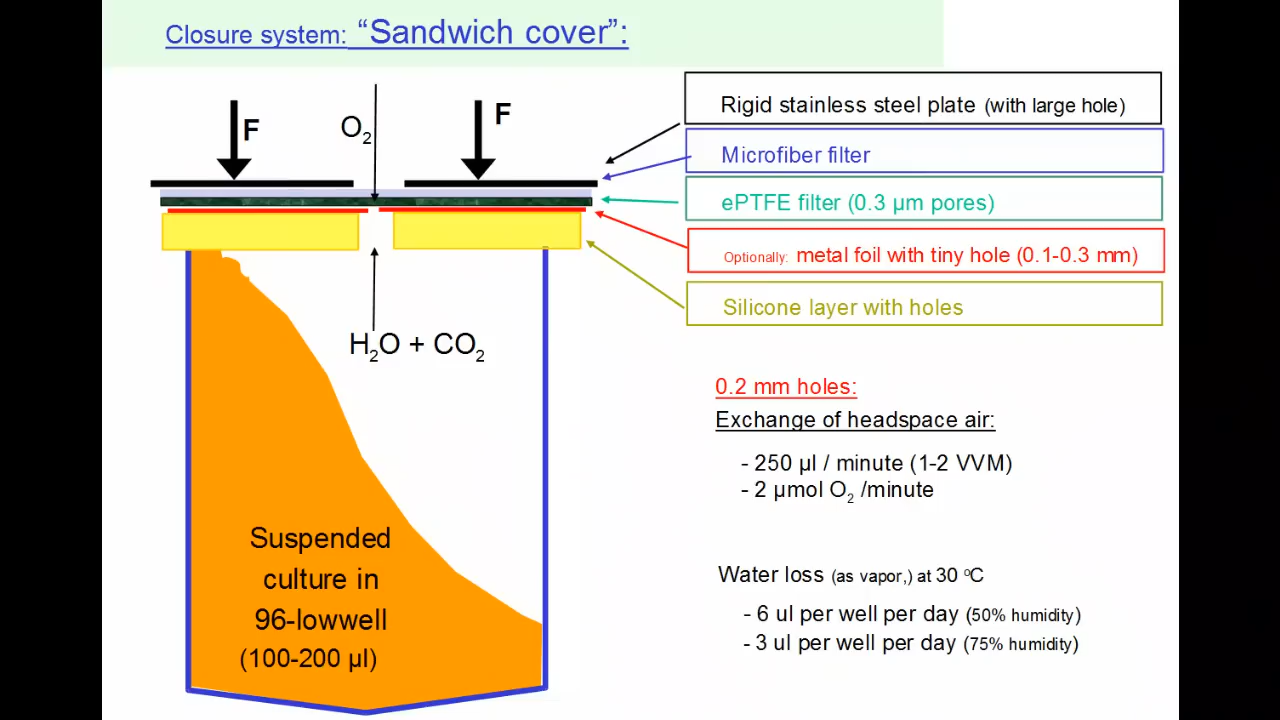 Closure system: “Sandwich cover”:
F
O2
F
Rigid stainless steel plate (with large hole)
Microfiber filter
ePTFE filter (0.3 µm pores)
Optionally: metal foil with tiny hole (0.1-0.3 mm)
Silicone layer with holes
H2O + CO2
0.2 mm holes:
Exchange of headspace air:
- 250 µl / minute (1-2 VVM)
- 2 µmol O2 /minute
Suspended
culture in
96-lowwell
(100-200 µl)
Water loss (as vapor,) at 30 ºC
- 6 ul per well per day (50% humidity)
- 3 ul per well per day (75% humidity)